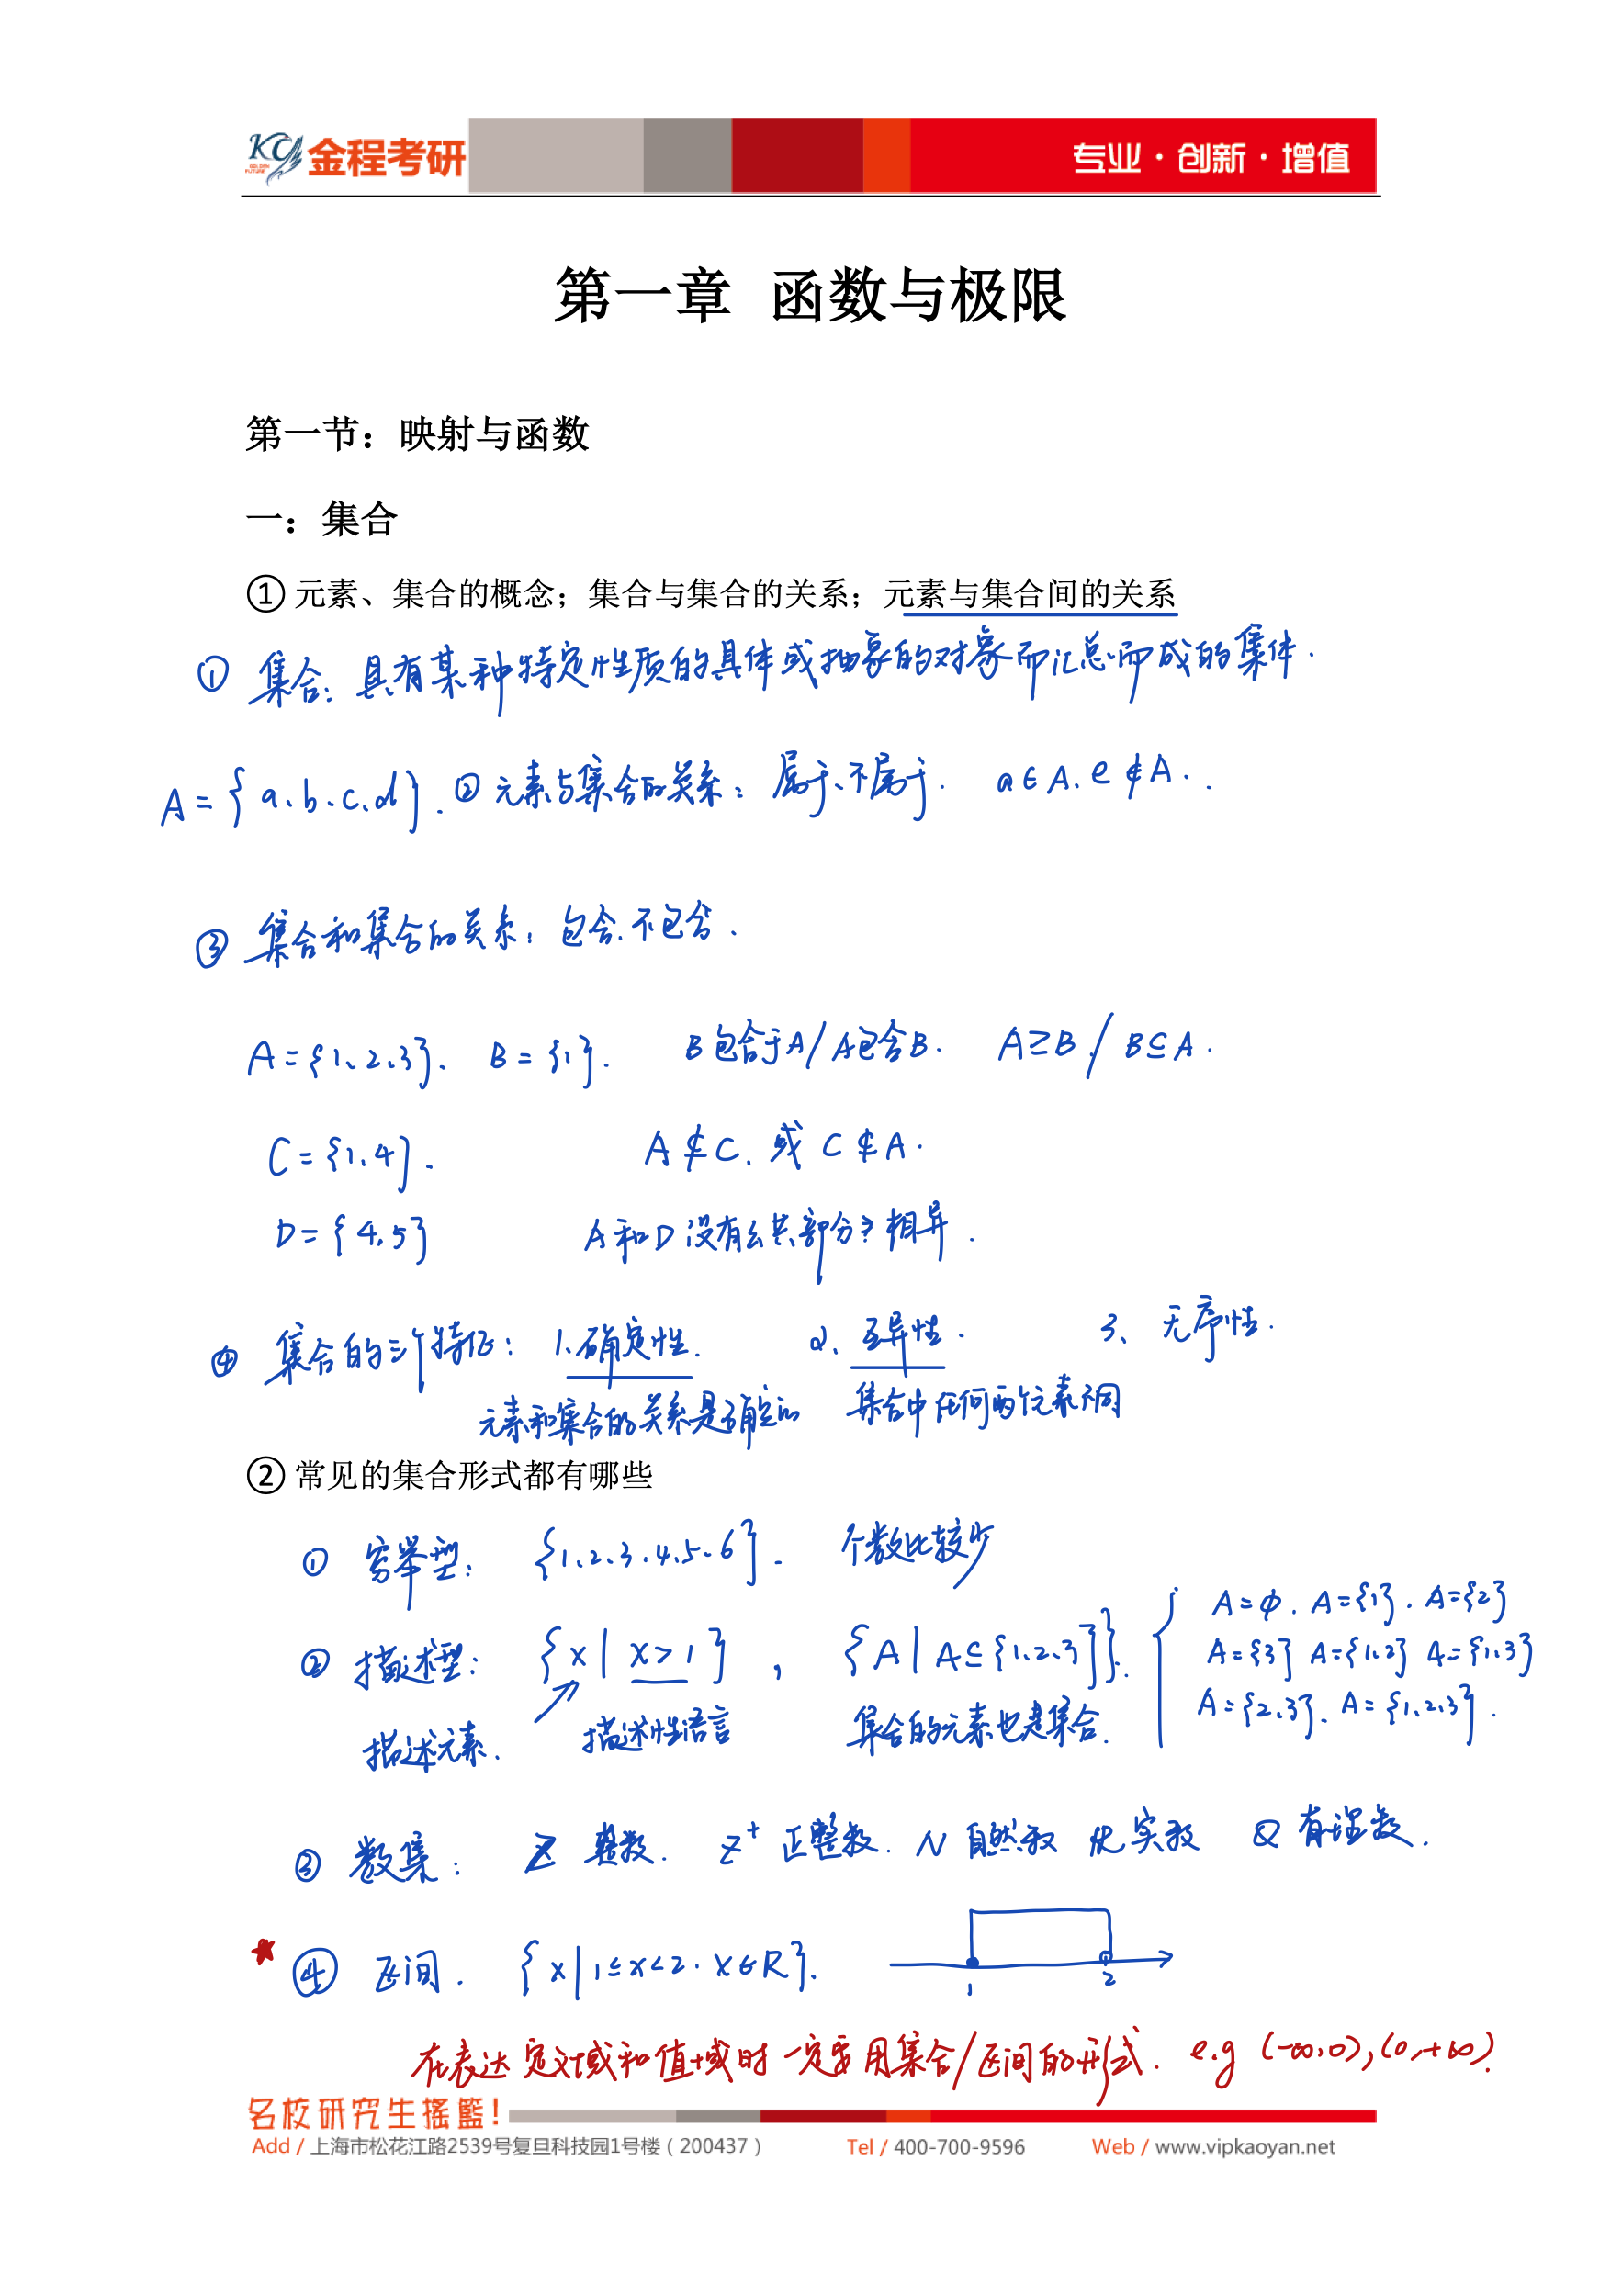 KC GOLDEN FUTURE 金程考研 专业·创新·增值
第一章 函数与极限
第一节：映射与函数
一：集合
① 元素、集合的概念；集合与集合的关系；元素与集合间的关系
① 集合：具有某种特定性质的具体或抽象的对象而汇总而成的集体.
A={a、b、c、d}. ② 元素与集合的关系：属于、不属于. a∈A. e∉A.
③ 集合和集合的关系：包含、不包含.
A={1、2、3}. B={1}. B包含于A/A包含B. A⊇B/B⊆A.
C={1、4}. A⊈C. 或 C⊈A.
D={4、5} A和D没有公共部分⇒相异.
④ 集合的三个特征：1、确定性. 2、互异性. 3、无序性.
元素和集合的关系是确定的 集合中任何两个元素不同
② 常见的集合形式都有哪些
① 穷举型：{1、2、3、4、5、6}. 个数比较少
A=φ. A={1}. A={2}
② 描述型：{x|x>1}, {A|A⊆{1、2、3}}. A={3} A={1、2} A={1、3}
A={2、3}. A={1、2、3}.
描述元素. 描述性语言 集合的元素也是集合.
③ 数集：Z 整数. Z⁺ 正整数. N 自然数 R 实数 Q 有理数.
★ ④ 区间. {x|1≤x<2. x∈R}.
1 2
在表达定义域和值域时一定要用集合/区间的形式. e.g (-∞,0),(0,+∞).
名校研究生摇篮！
Add / 上海市松花江路2539号复旦科技园1号楼（200437） Tel / 400-700-9596 Web / www.vipkaoyan.net